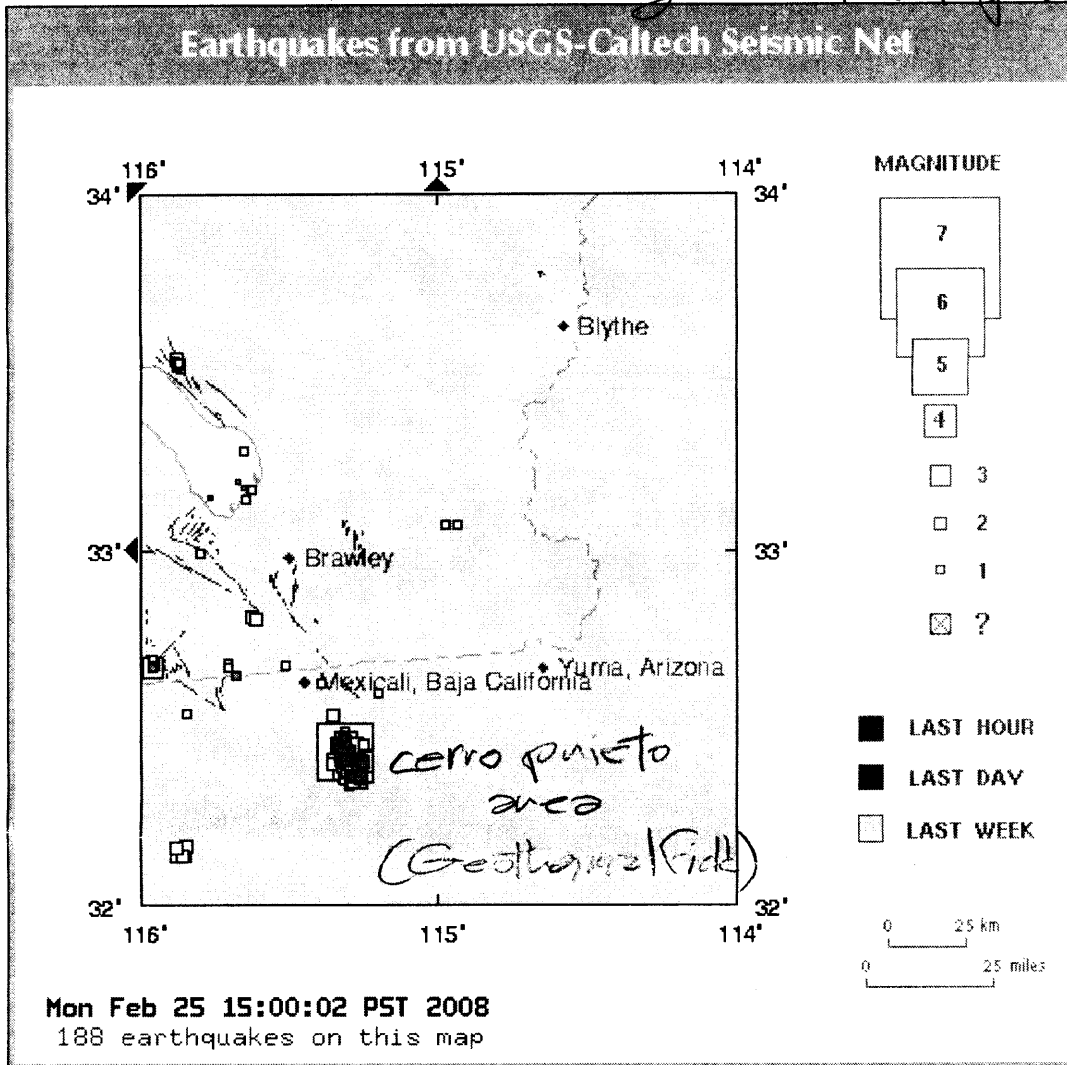 Earthquakes from USGS-Caltech Seismic Net
116° 115° 114°
34° 34°
Blythe
33° 33°
Brawley
Yuma, Arizona
Mexicali, Baja California
cerro prieto
area
(Geothermal Field)
32° 32°
116° 115° 114°
MAGNITUDE
7
6
5
4
3
2
1
?
LAST HOUR
LAST DAY
LAST WEEK
0 25 km
0 25 miles
Mon Feb 25 15:00:02 PST 2008
188 earthquakes on this map